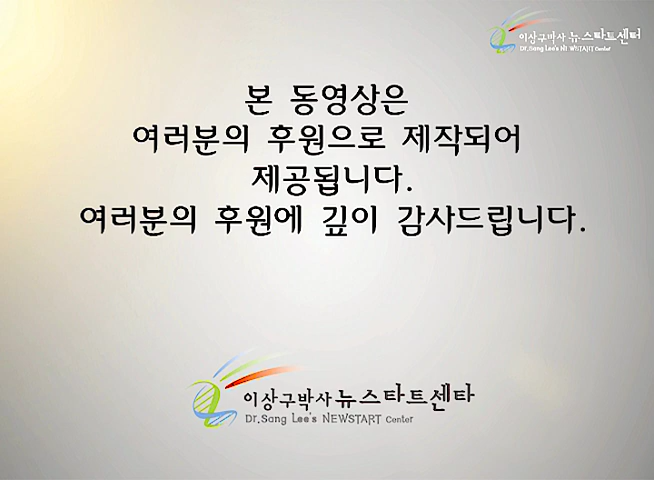 이상구박사 뉴스타트센터
Dr.Sang Lee's NEWSTART Center
본 동영상은
여러분의 후원으로 제작되어
제공됩니다.
여러분의 후원에 깊이 감사드립니다.
이상구박사 뉴스타트센타
Dr.Sang Lee's NEWSTART Center